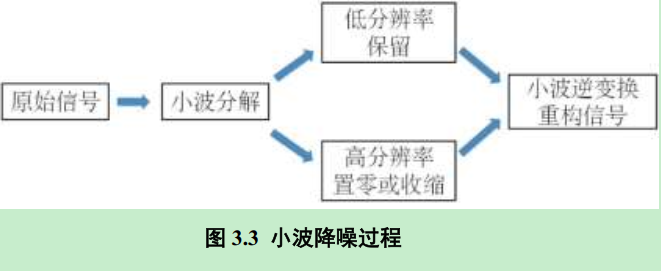 原始信号
小波分解
低分辨率
保留
高分辨率
置零或收缩
小波逆变换
重构信号
图 3.3 小波降噪过程